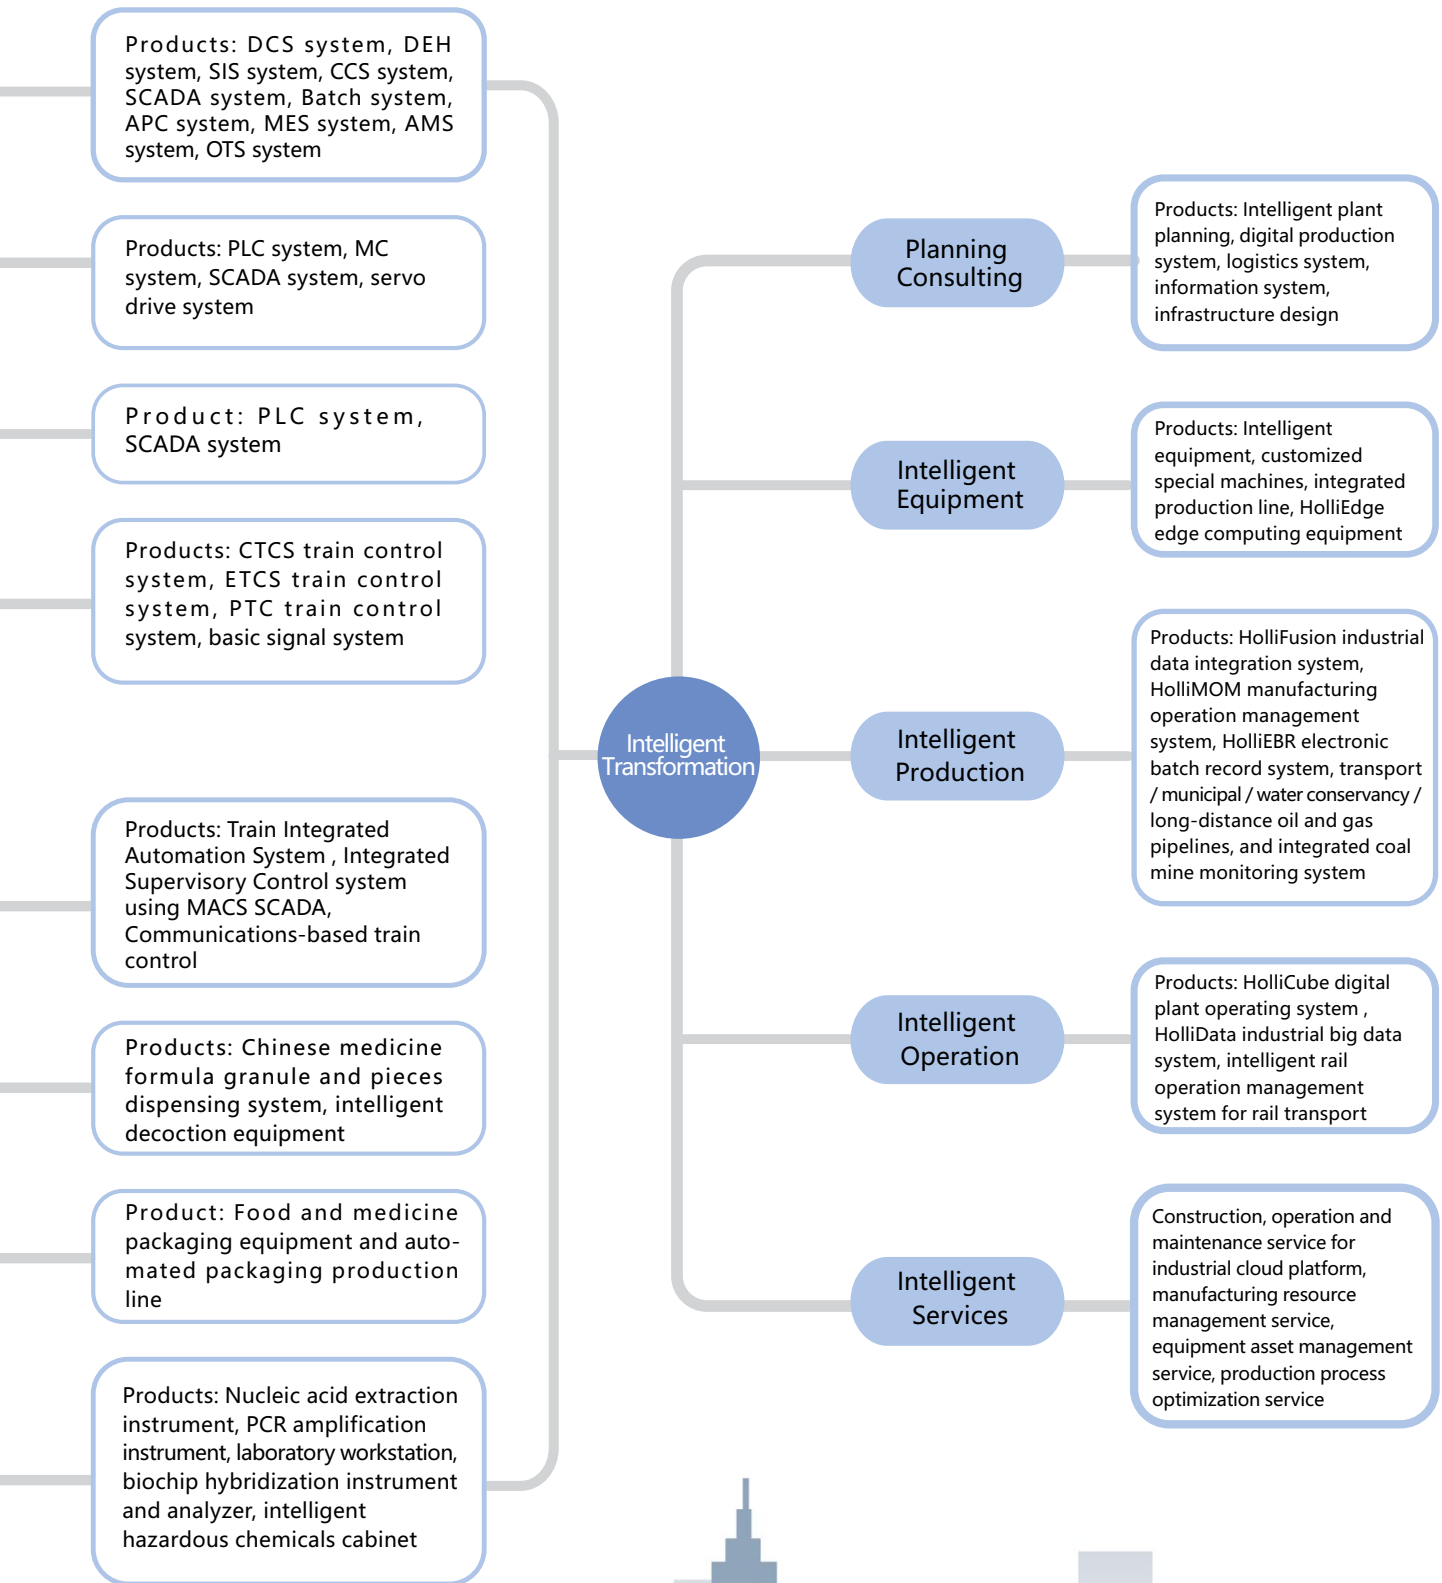 Products: DCS system, DEH
system, SIS system, CCS system,
SCADA system, Batch system,
APC system, MES system, AMS
system, OTS system
Products: PLC system, MC
system, SCADA system, servo
drive system
Product: PLC system,
SCADA system
Products: CTCS train control
system, ETCS train control
system, PTC train control
system, basic signal system
Products: Train Integrated
Automation System , Integrated
Supervisory Control system
using MACS SCADA,
Communications-based train
control
Products: Chinese medicine
formula granule and pieces
dispensing system, intelligent
decoction equipment
Product: Food and medicine
packaging equipment and auto-
mated packaging production
line
Products: Nucleic acid extraction
instrument, PCR amplification
instrument, laboratory workstation,
biochip hybridization instrument
and analyzer, intelligent
hazardous chemicals cabinet
Intelligent
Transformation
Planning
Consulting
Products: Intelligent plant
planning, digital production
system, logistics system,
information system,
infrastructure design
Intelligent
Equipment
Products: Intelligent
equipment, customized
special machines, integrated
production line, HolliEdge
edge computing equipment
Intelligent
Production
Products: HolliFusion industrial
data integration system,
HolliMOM manufacturing
operation management
system, HolliEBR electronic
batch record system, transport
/ municipal / water conservancy /
long-distance oil and gas
pipelines, and integrated coal
mine monitoring system
Intelligent
Operation
Products: HolliCube digital
plant operating system ,
HolliData industrial big data
system, intelligent rail
operation management
system for rail transport
Intelligent
Services
Construction, operation and
maintenance service for
industrial cloud platform,
manufacturing resource
management service,
equipment asset management
service, production process
optimization service